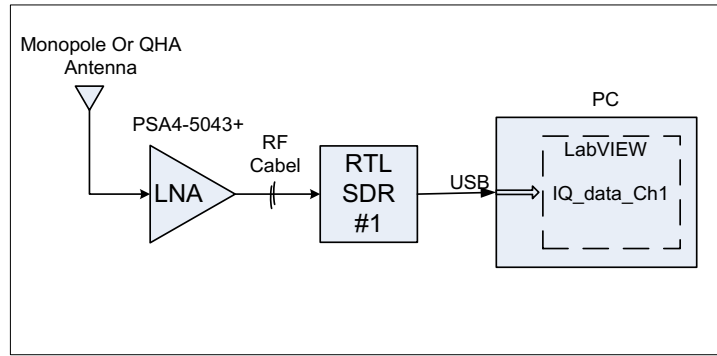 Monopole Or QHA
Antenna
PSA4-5043+
LNA
RF
Cabel
RTL
SDR
#1
USB
PC
LabVIEW
IQ_data_Ch1